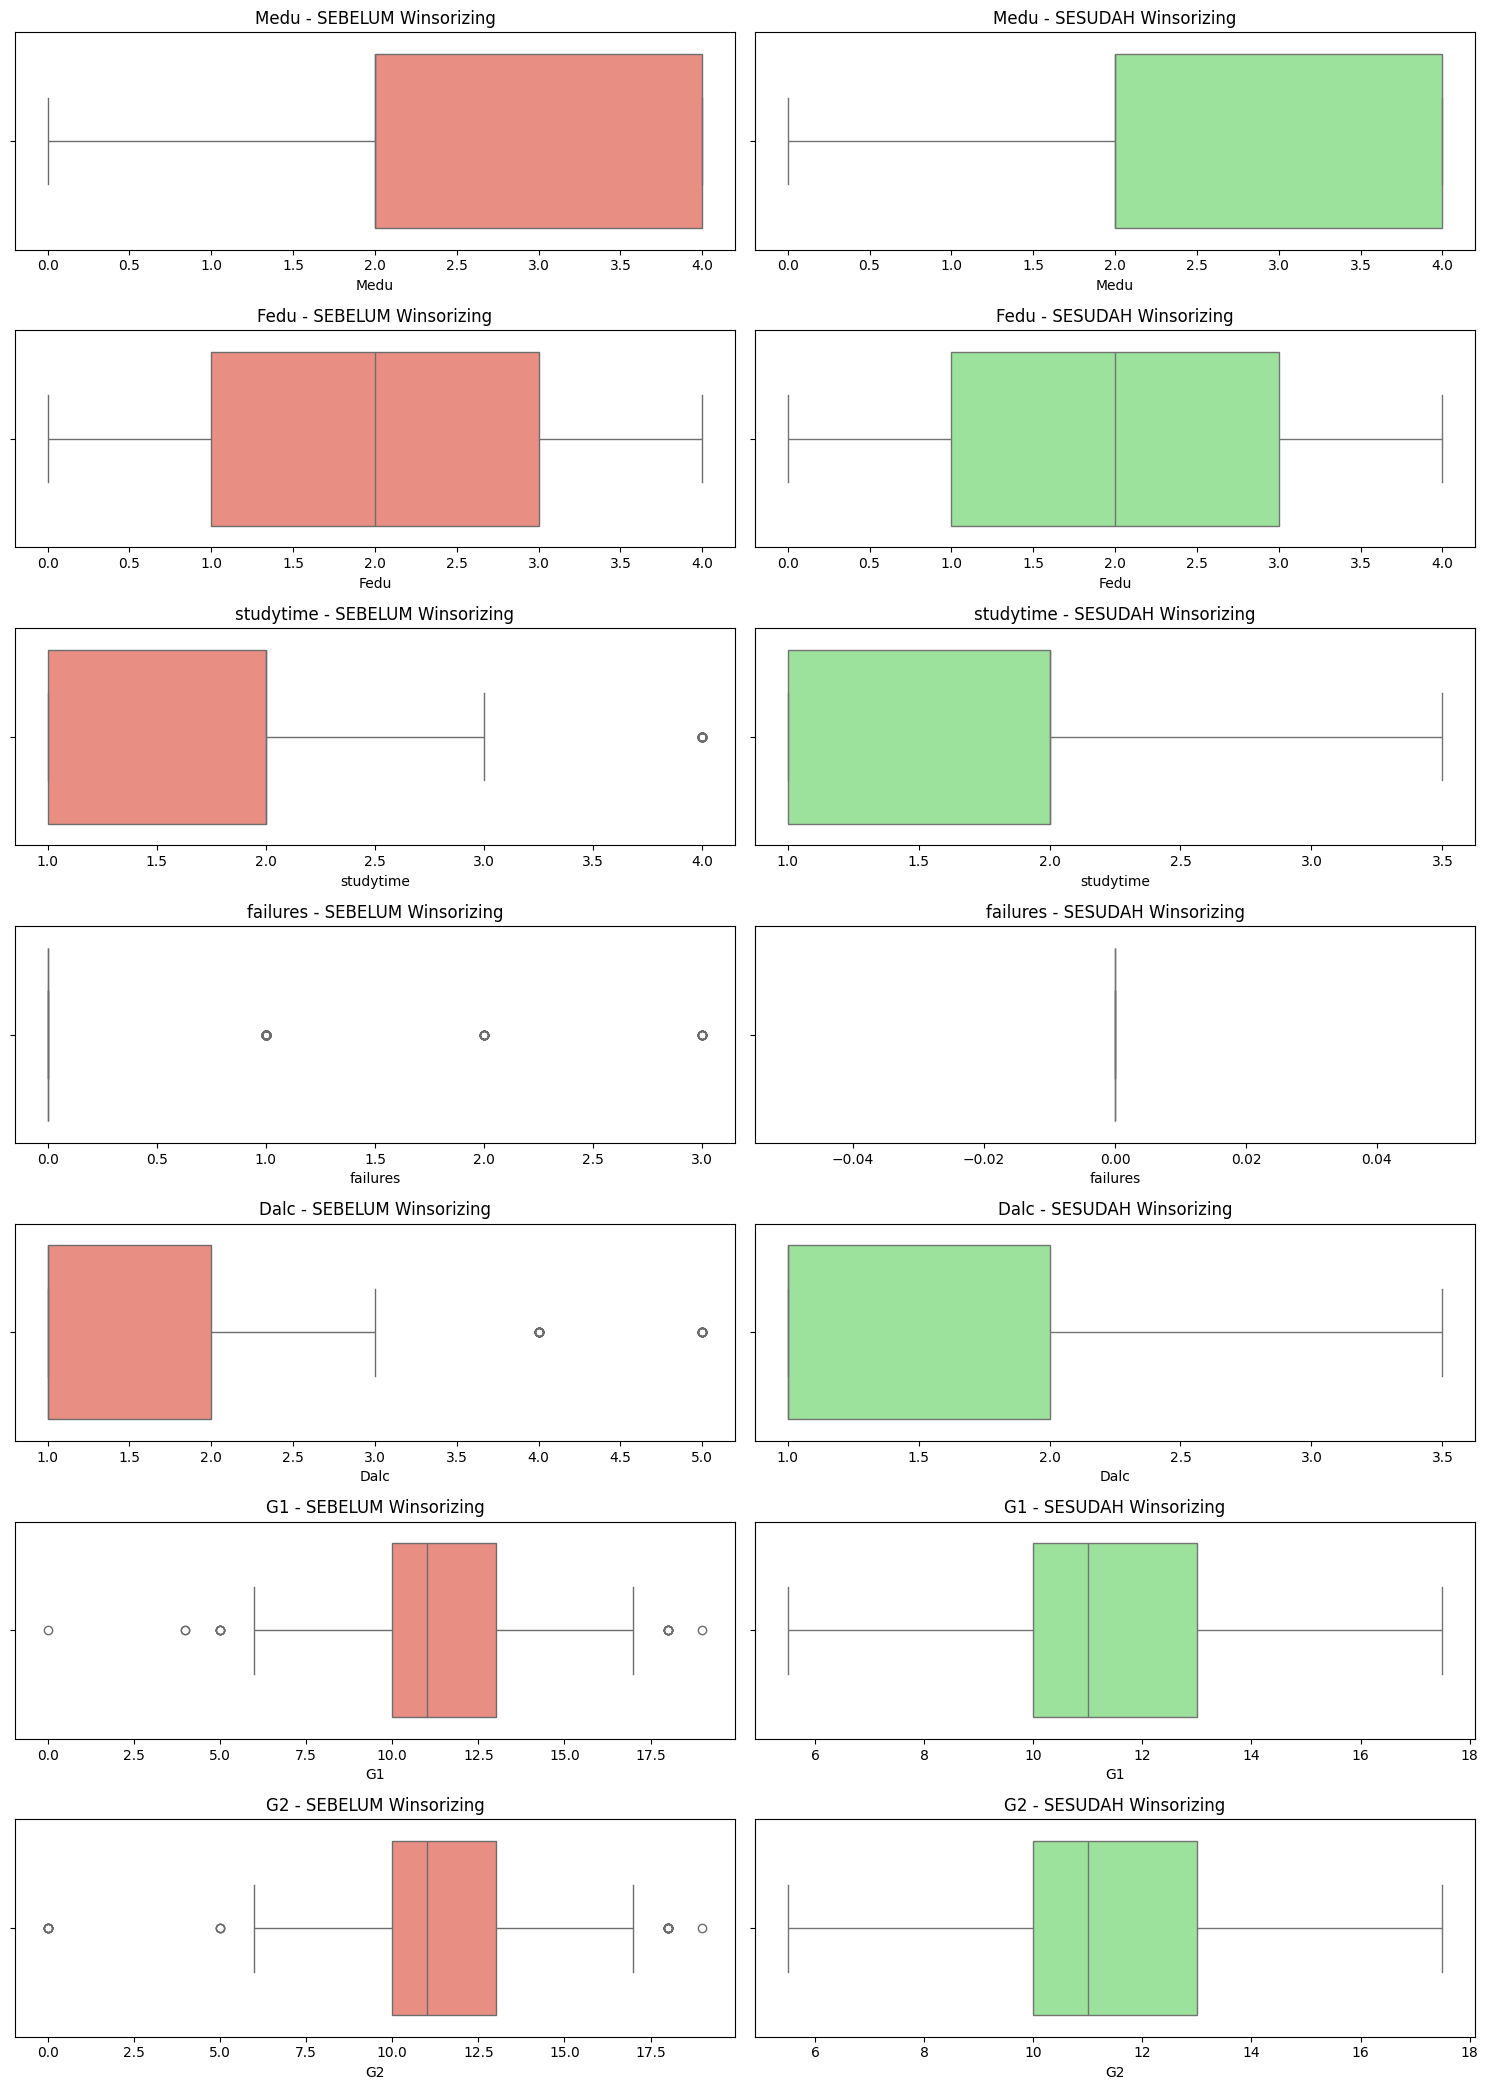 Medu - SEBELUM Winsorizing
Medu - SESUDAH Winsorizing
0.0 0.5 1.0 1.5 2.0 2.5 3.0 3.5 4.0
0.0 0.5 1.0 1.5 2.0 2.5 3.0 3.5 4.0
Medu
Medu
Fedu - SEBELUM Winsorizing
Fedu - SESUDAH Winsorizing
0.0 0.5 1.0 1.5 2.0 2.5 3.0 3.5 4.0
0.0 0.5 1.0 1.5 2.0 2.5 3.0 3.5 4.0
Fedu
Fedu
studytime - SEBELUM Winsorizing
studytime - SESUDAH Winsorizing
1.0 1.5 2.0 2.5 3.0 3.5 4.0
1.0 1.5 2.0 2.5 3.0 3.5
studytime
studytime
failures - SEBELUM Winsorizing
failures - SESUDAH Winsorizing
0.0 0.5 1.0 1.5 2.0 2.5 3.0
−0.04 −0.02 0.00 0.02 0.04
failures
failures
Dalc - SEBELUM Winsorizing
Dalc - SESUDAH Winsorizing
1.0 1.5 2.0 2.5 3.0 3.5 4.0 4.5 5.0
1.0 1.5 2.0 2.5 3.0 3.5
Dalc
Dalc
G1 - SEBELUM Winsorizing
G1 - SESUDAH Winsorizing
0.0 2.5 5.0 7.5 10.0 12.5 15.0 17.5
6 8 10 12 14 16 18
G1
G1
G2 - SEBELUM Winsorizing
G2 - SESUDAH Winsorizing
0.0 2.5 5.0 7.5 10.0 12.5 15.0 17.5
6 8 10 12 14 16 18
G2
G2